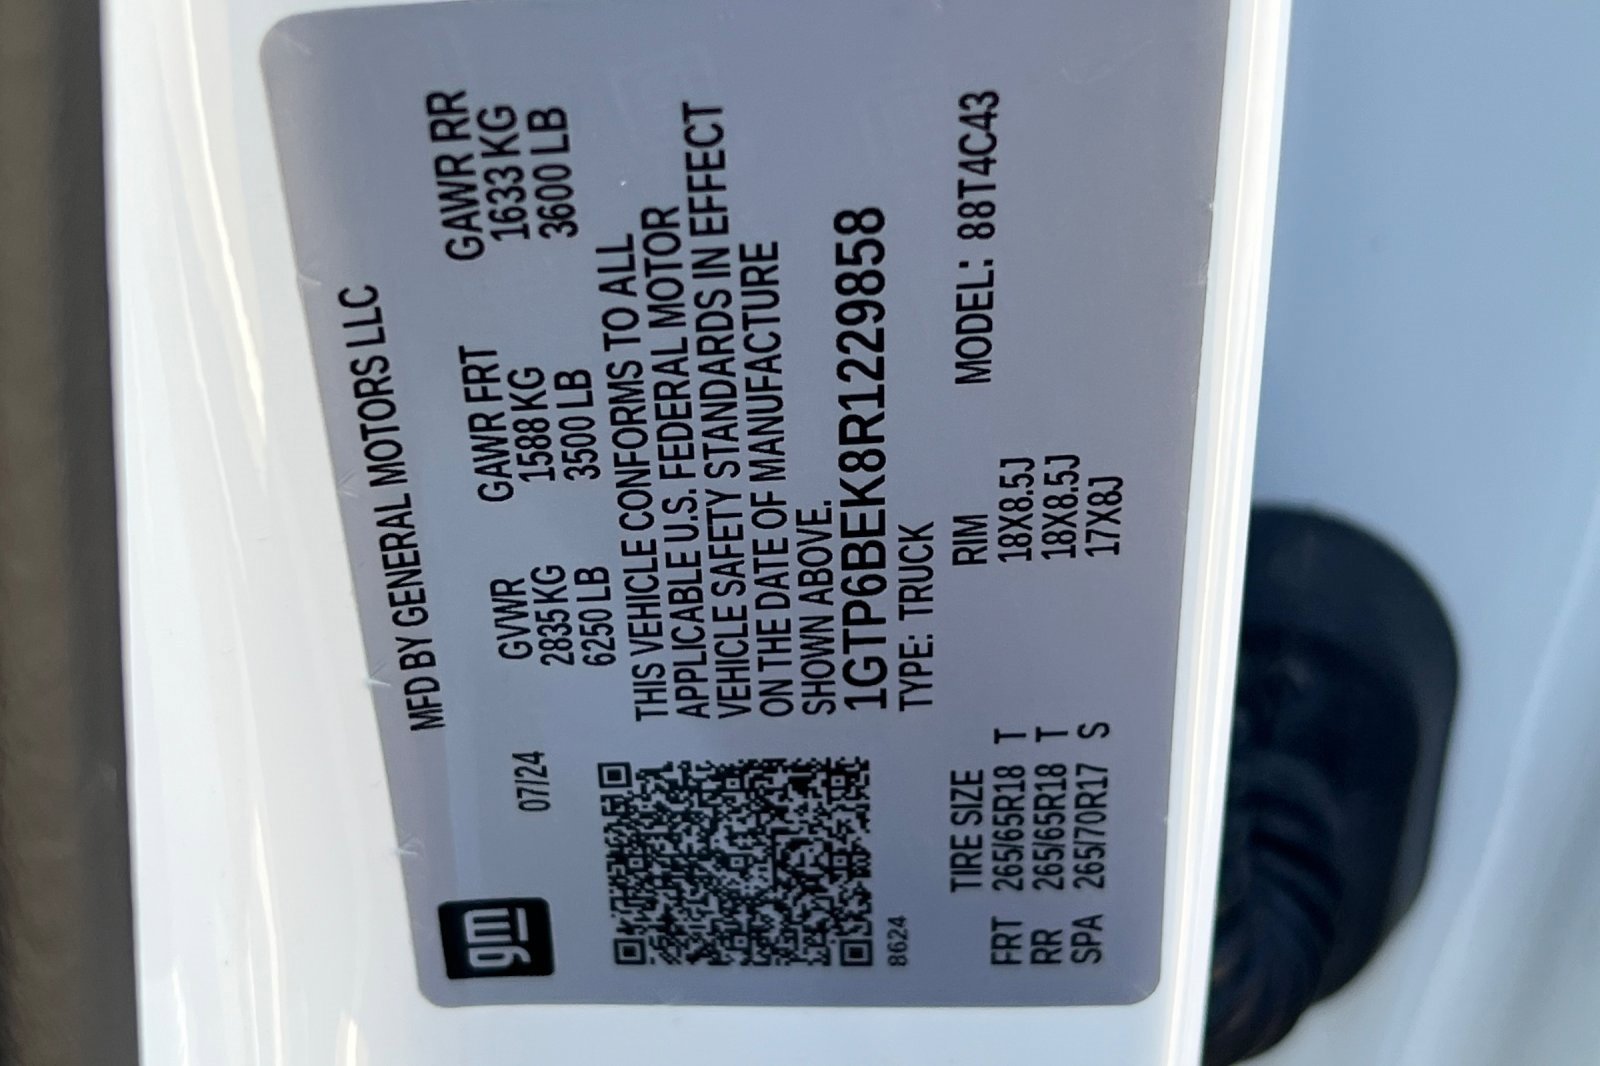 MFD BY GENERAL MOTORS LLC
gm
07/24
GVWR GAWR FRT GAWR RR
2835 KG 1588 KG 1633 KG
6250 LB 3500 LB 3600 LB
THIS VEHICLE CONFORMS TO ALL
APPLICABLE U.S. FEDERAL MOTOR
VEHICLE SAFETY STANDARDS IN EFFECT
ON THE DATE OF MANUFACTURE
SHOWN ABOVE.
1GTP6BEK8R1229858
TYPE: TRUCK
8624
TIRE SIZE RIM MODEL: 88T4C43
FRT 265/65R18 T 18X8.5J
RR 265/65R18 T 18X8.5J
SPA 265/70R17 S 17X8J